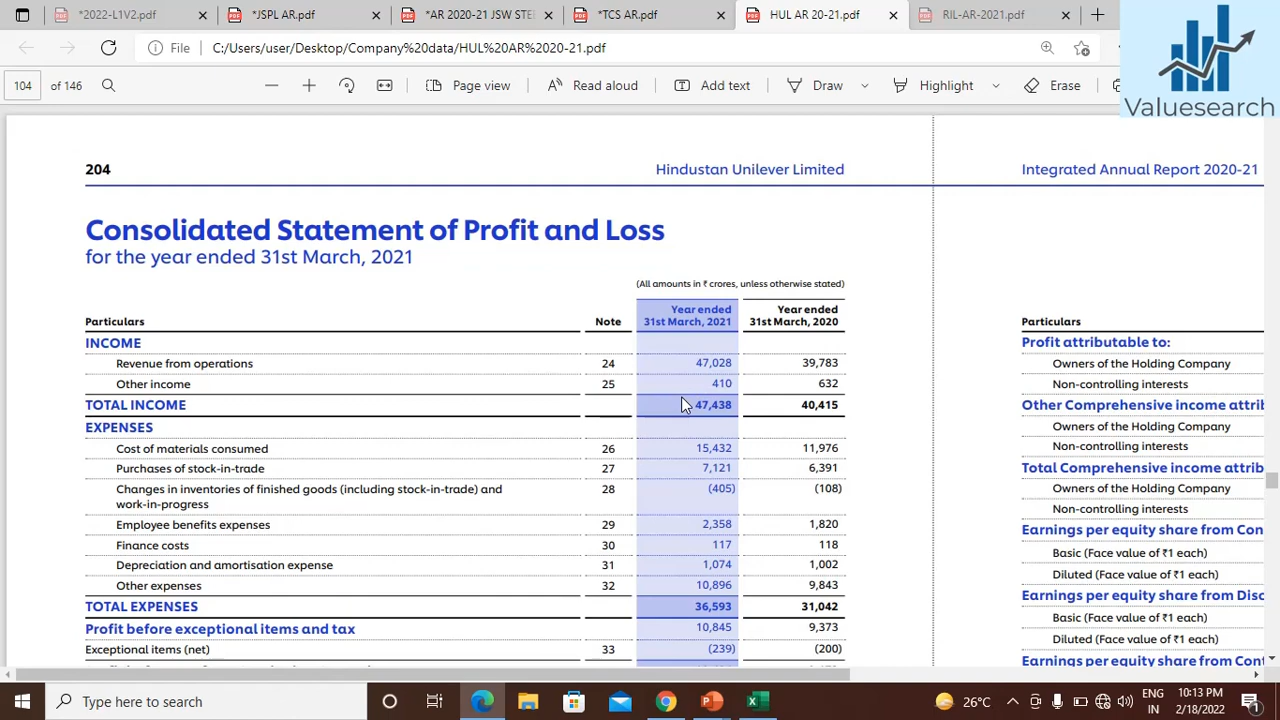 *2022-L1V2.pdf
*JSPL AR.pdf
*AR 2020-21 JSW STE
*TCS AR.pdf
HUL AR 20-21.pdf
RIL-AR-2021.pdf
File C:/Users/user/Desktop/Company%20data/HUL%20AR%2020-21.pdf
104 of 146 Page view Read aloud Add text Draw Highlight Erase
Valuesearch
204 Hindustan Unilever Limited
Integrated Annual Report 2020-21
Consolidated Statement of Profit and Loss
for the year ended 31st March, 2021
(All amounts in ₹ crores, unless otherwise stated)
Particulars Note Year ended 31st March, 2021 Year ended 31st March, 2020
INCOME
Revenue from operations 24 47,028 39,783
Other income 25 410 632
TOTAL INCOME 47,438 40,415
EXPENSES
Cost of materials consumed 26 15,432 11,976
Purchases of stock-in-trade 27 7,121 6,391
Changes in inventories of finished goods (including stock-in-trade) and 28 (405) (108)
work-in-progress
Employee benefits expenses 29 2,358 1,820
Finance costs 30 117 118
Depreciation and amortisation expense 31 1,074 1,002
Other expenses 32 10,896 9,843
TOTAL EXPENSES 36,593 31,042
Profit before exceptional items and tax 10,845 9,373
Exceptional items (net) 33 (239) (200)
Particulars
Profit attributable to:
Owners of the Holding Company
Non-controlling interests
Other Comprehensive income attrib
Owners of the Holding Company
Non-controlling interests
Total Comprehensive income attrib
Owners of the Holding Company
Non-controlling interests
Earnings per equity share from Con
Basic (Face value of ₹1 each)
Diluted (Face value of ₹1 each)
Earnings per equity share from Disc
Basic (Face value of ₹1 each)
Diluted (Face value of ₹1 each)
Earnings per equity share from Cont
Type here to search
26°C
ENG
IN
10:13 PM
2/18/2022
1